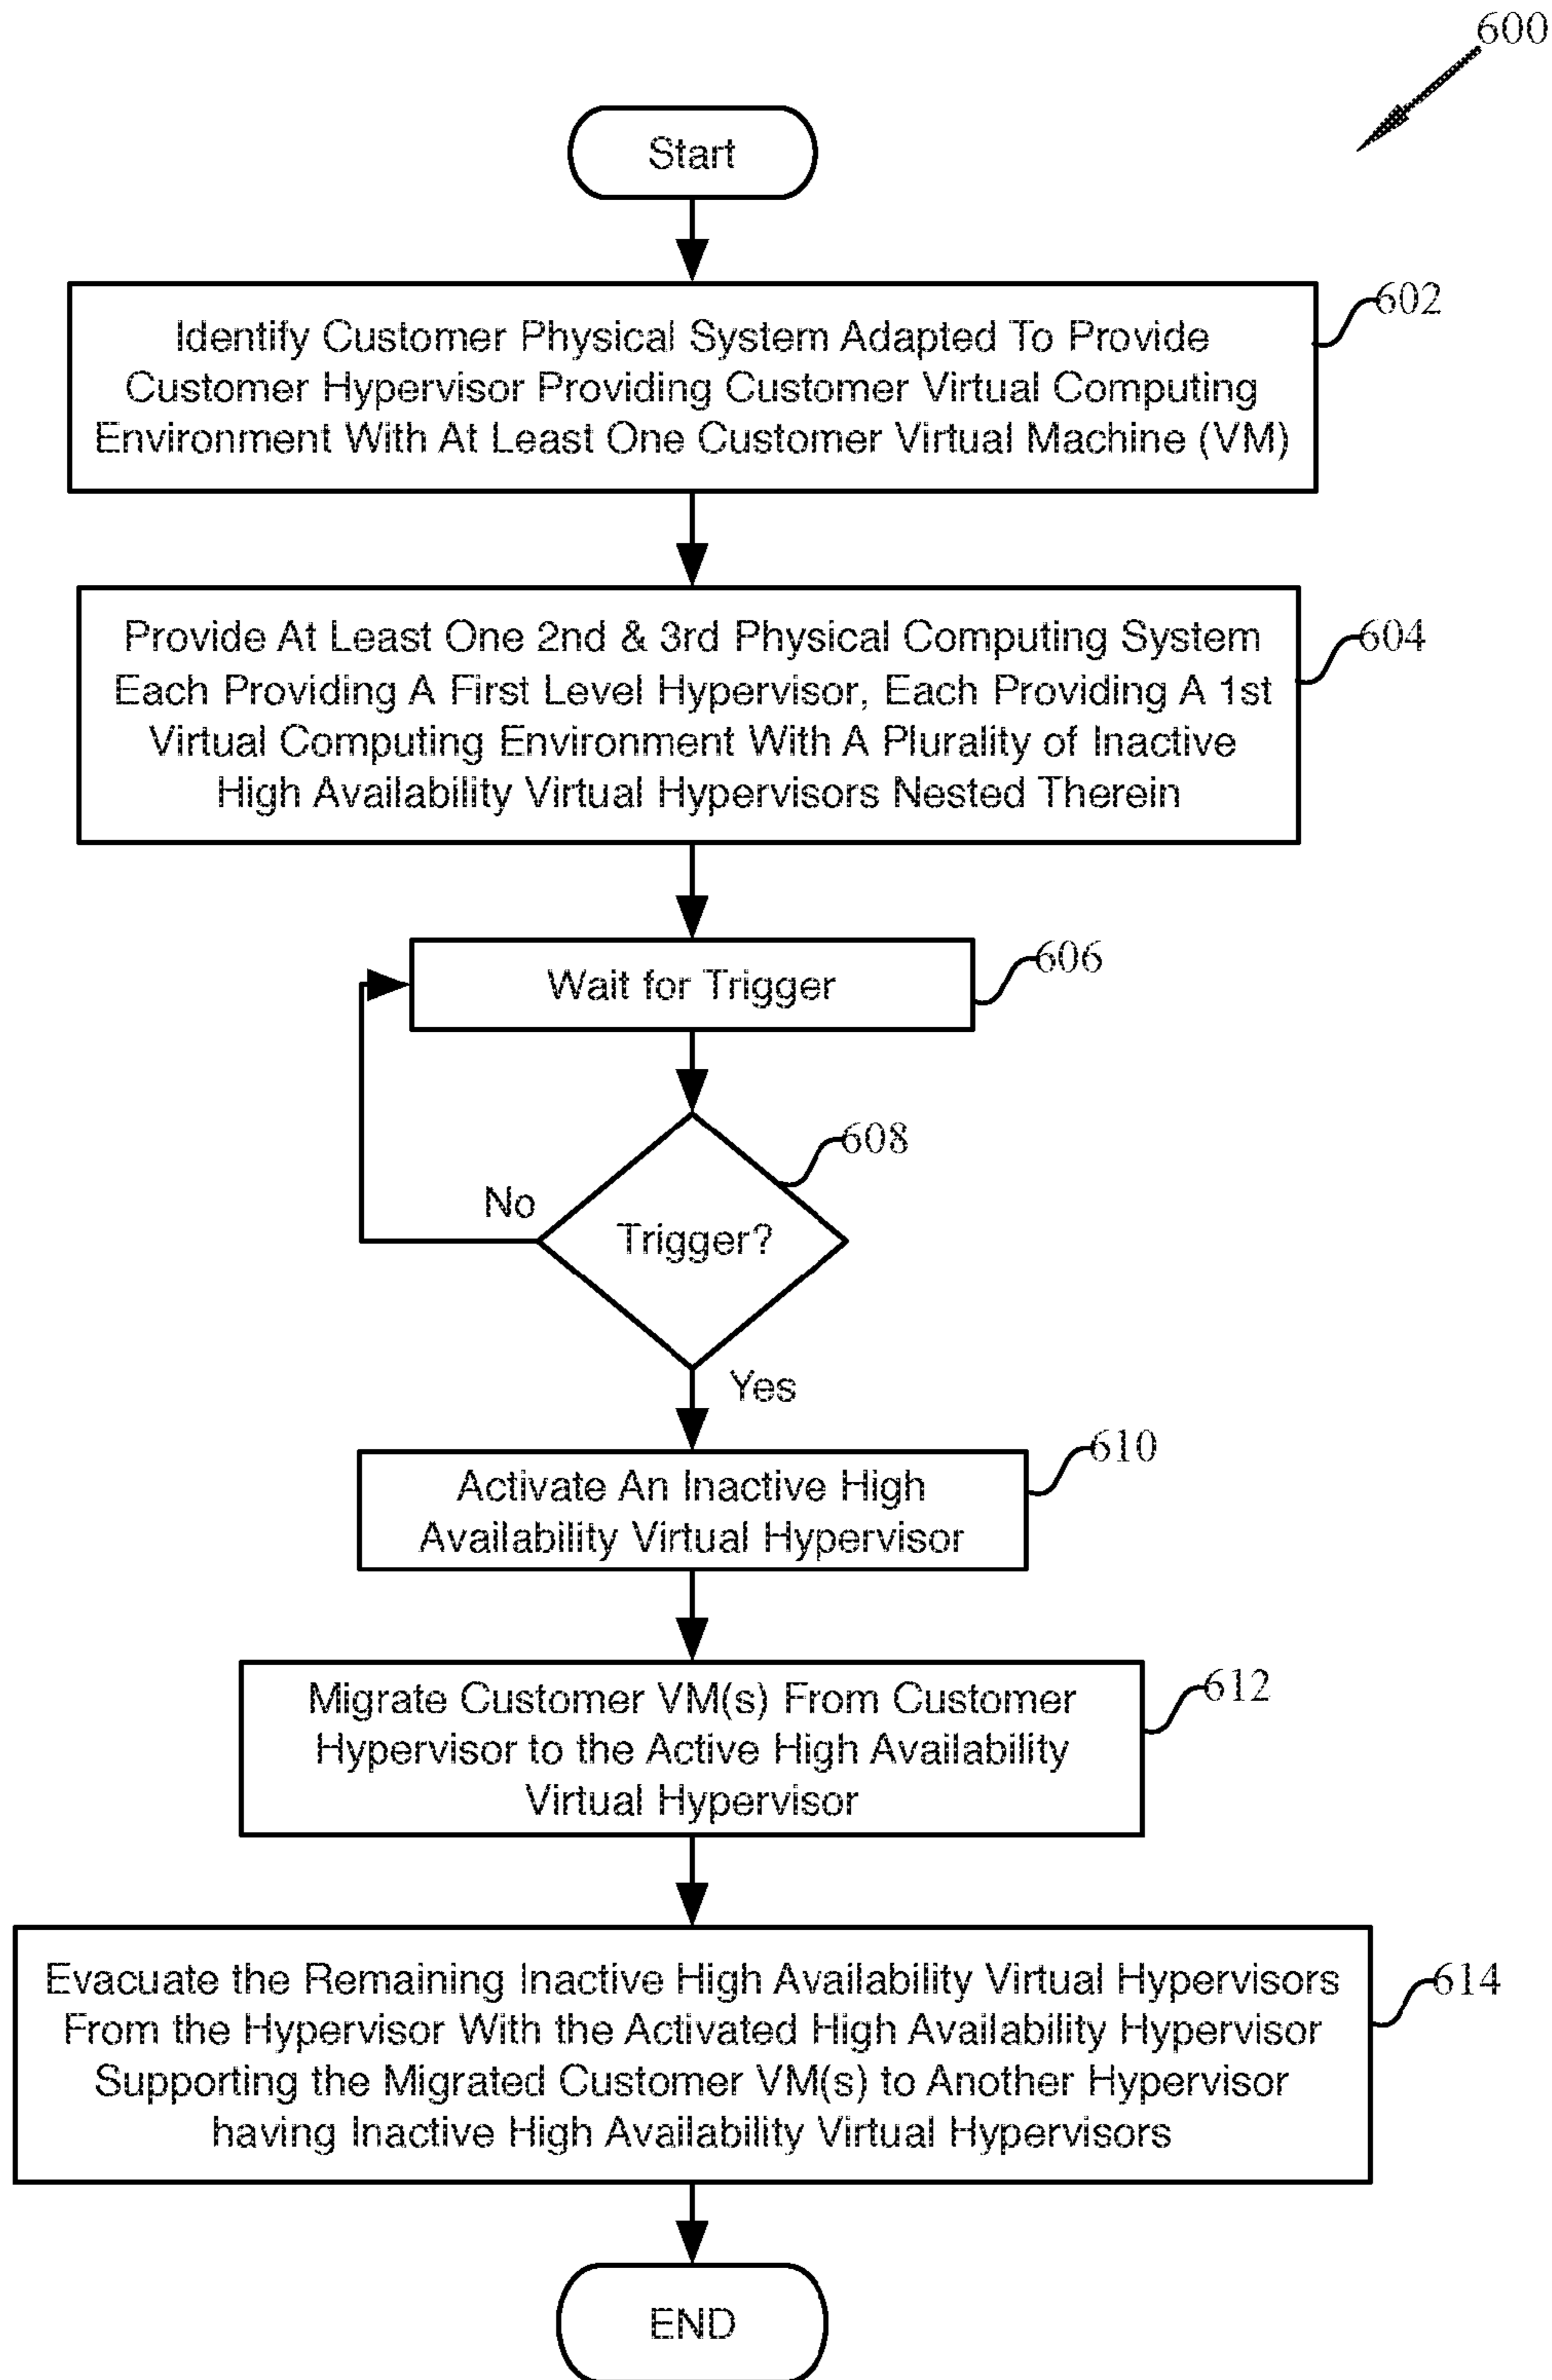 600
Start
Identify Customer Physical System Adapted To Provide
Customer Hypervisor Providing Customer Virtual Computing
Environment With At Least One Customer Virtual Machine (VM)
602
Provide At Least One 2nd & 3rd Physical Computing System
Each Providing A First Level Hypervisor, Each Providing A 1st
Virtual Computing Environment With A Plurality of Inactive
High Availability Virtual Hypervisors Nested Therein
604
Wait for Trigger
606
Trigger?
608
No
Yes
Activate An Inactive High
Availability Virtual Hypervisor
610
Migrate Customer VM(s) From Customer
Hypervisor to the Active High Availability
Virtual Hypervisor
612
Evacuate the Remaining Inactive High Availability Virtual Hypervisors
From the Hypervisor With the Activated High Availability Hypervisor
Supporting the Migrated Customer VM(s) to Another Hypervisor
having Inactive High Availability Virtual Hypervisors
614
END